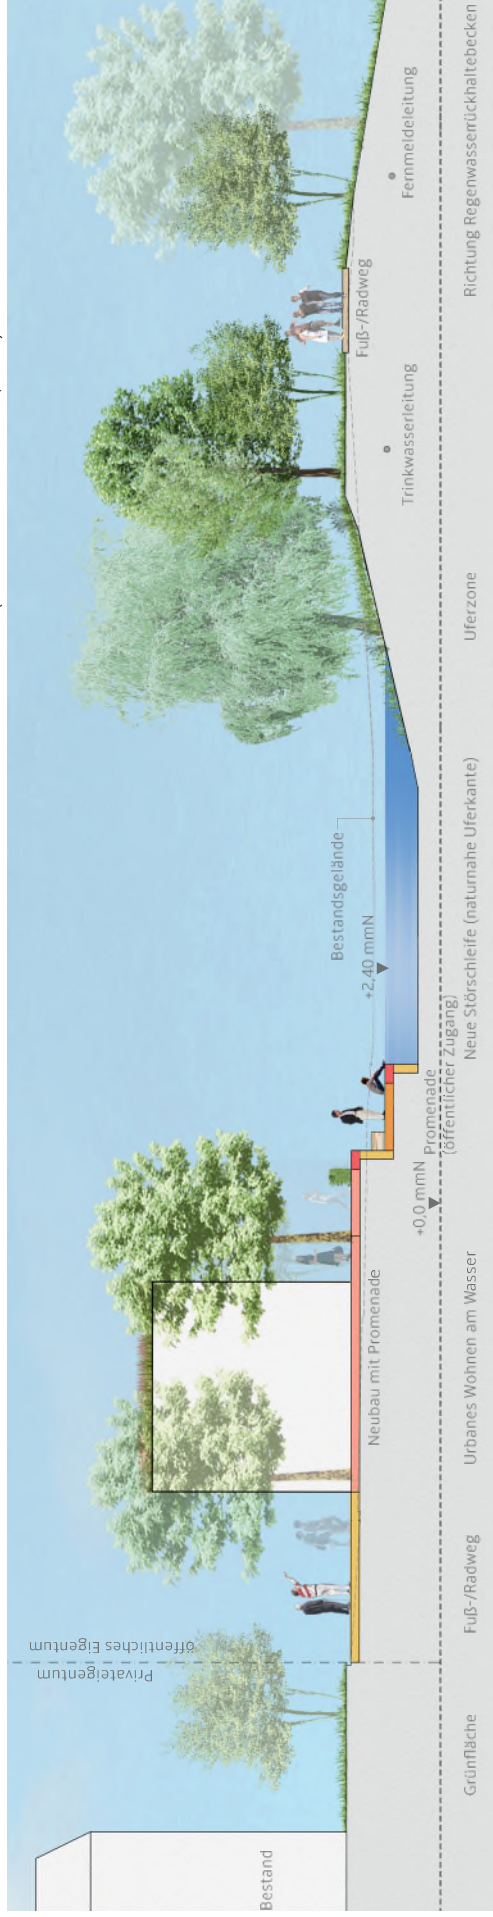 Bestand
Privateigentum
öffentliches Eigentum
Neubau mit Promenade
+0,0 mmN
Promenade
(öffentlicher Zugang)
+2,40 mmN
Bestandsgelände
Trinkwasserleitung
Fuß-/Radweg
Fernmeldeleitung
Grünfläche
Fuß-/Radweg
Urbanes Wohnen am Wasser
Neue Störschleife (naturnahe Uferkante)
Uferzone
Richtung Regenwasserrückhaltebecken